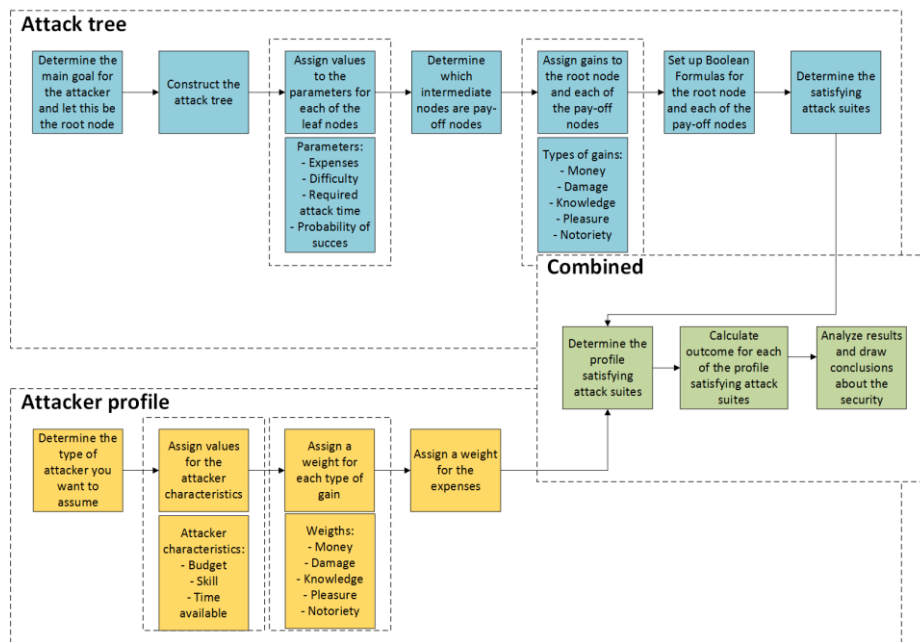 Attack tree
Determine the
main goal for
the attacker
and let this be
the root node
Construct the
attack tree
Assign values
to the
parameters for
each of the
leaf nodes
Parameters:
- Expenses
- Difficulty
- Required
attack time
- Probability of
succes
Determine
which
intermediate
nodes are pay-
off nodes
Assign gains to
the root node
and each of
the pay-off
nodes
Types of gains:
- Money
- Damage
- Knowledge
- Pleasure
- Notoriety
Set up Boolean
Formulas for
the root node
and each of the
pay-off nodes
Determine the
satisfying
attack suites
Combined
Determine the
profile
satisfying
attack suites
Calculate
outcome for each
of the profile
satisfying attack
suites
Analyze results
and draw
conclusions
about the
security
Attacker profile
Determine the
type of
attacker you
want to
assume
Assign values
for the
attacker
characteristics
Attacker
characteristics:
- Budget
- Skill
- Time
available
Assign a
weight for
each type of
gain
Weigths:
- Money
- Damage
- Knowledge
- Pleasure
- Notoriety
Assign a weight
for the
expenses